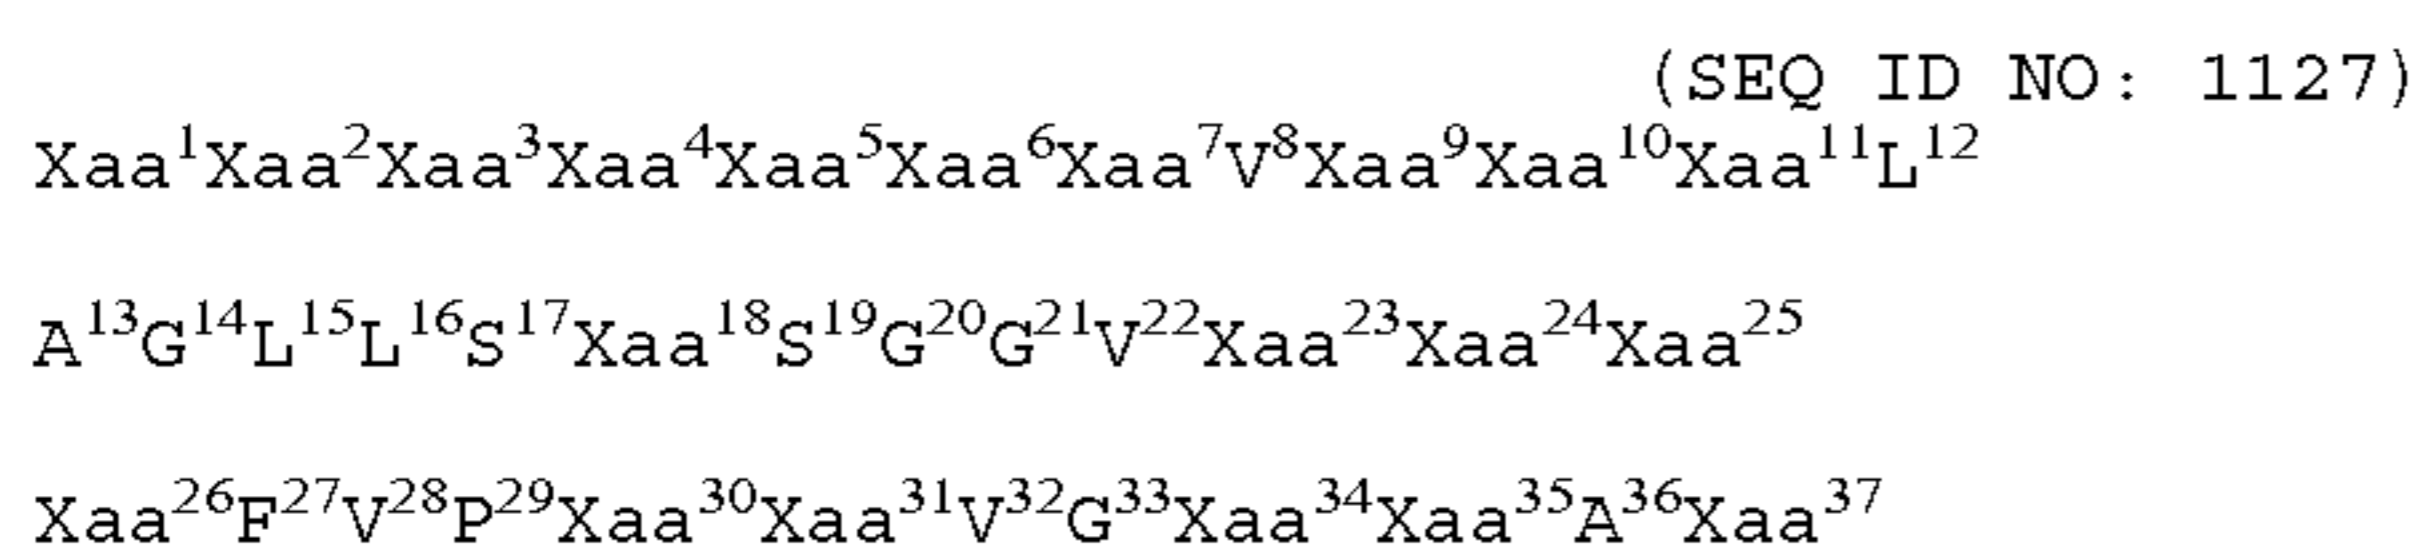 (SEQ ID NO: 1127)
Xaa¹Xaa²Xaa³Xaa⁴Xaa⁵Xaa⁶Xaa⁷V⁸Xaa⁹Xaa¹⁰Xaa¹¹L¹²
A¹³G¹⁴L¹⁵L¹⁶S¹⁷Xaa¹⁸S¹⁹G²⁰G²¹V²²Xaa²³Xaa²⁴Xaa²⁵
Xaa²⁶F²⁷V²⁸P²⁹Xaa³⁰Xaa³¹V³²G³³Xaa³⁴Xaa³⁵A³⁶Xaa³⁷